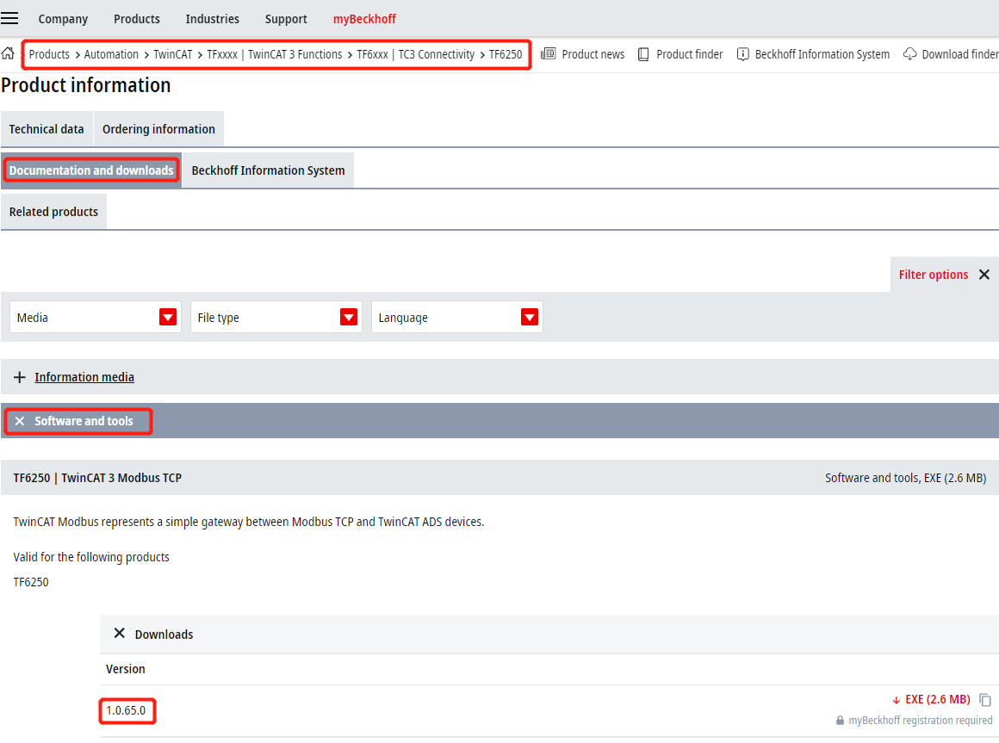 Company Products Industries Support myBeckhoff
Products > Automation > TwinCAT > TFxxxx | TwinCAT 3 Functions > TF6xxx | TC3 Connectivity > TF6250 Product news Product finder Beckhoff Information System Download finder
Product information
Technical data Ordering information
Documentation and downloads Beckhoff Information System
Related products
Filter options
Media File type Language
Information media
Software and tools
TF6250 | TwinCAT 3 Modbus TCP Software and tools, EXE (2.6 MB)
TwinCAT Modbus represents a simple gateway between Modbus TCP and TwinCAT ADS devices.
Valid for the following products
TF6250
Downloads
Version
1.0.65.0 EXE (2.6 MB)
myBeckhoff registration required